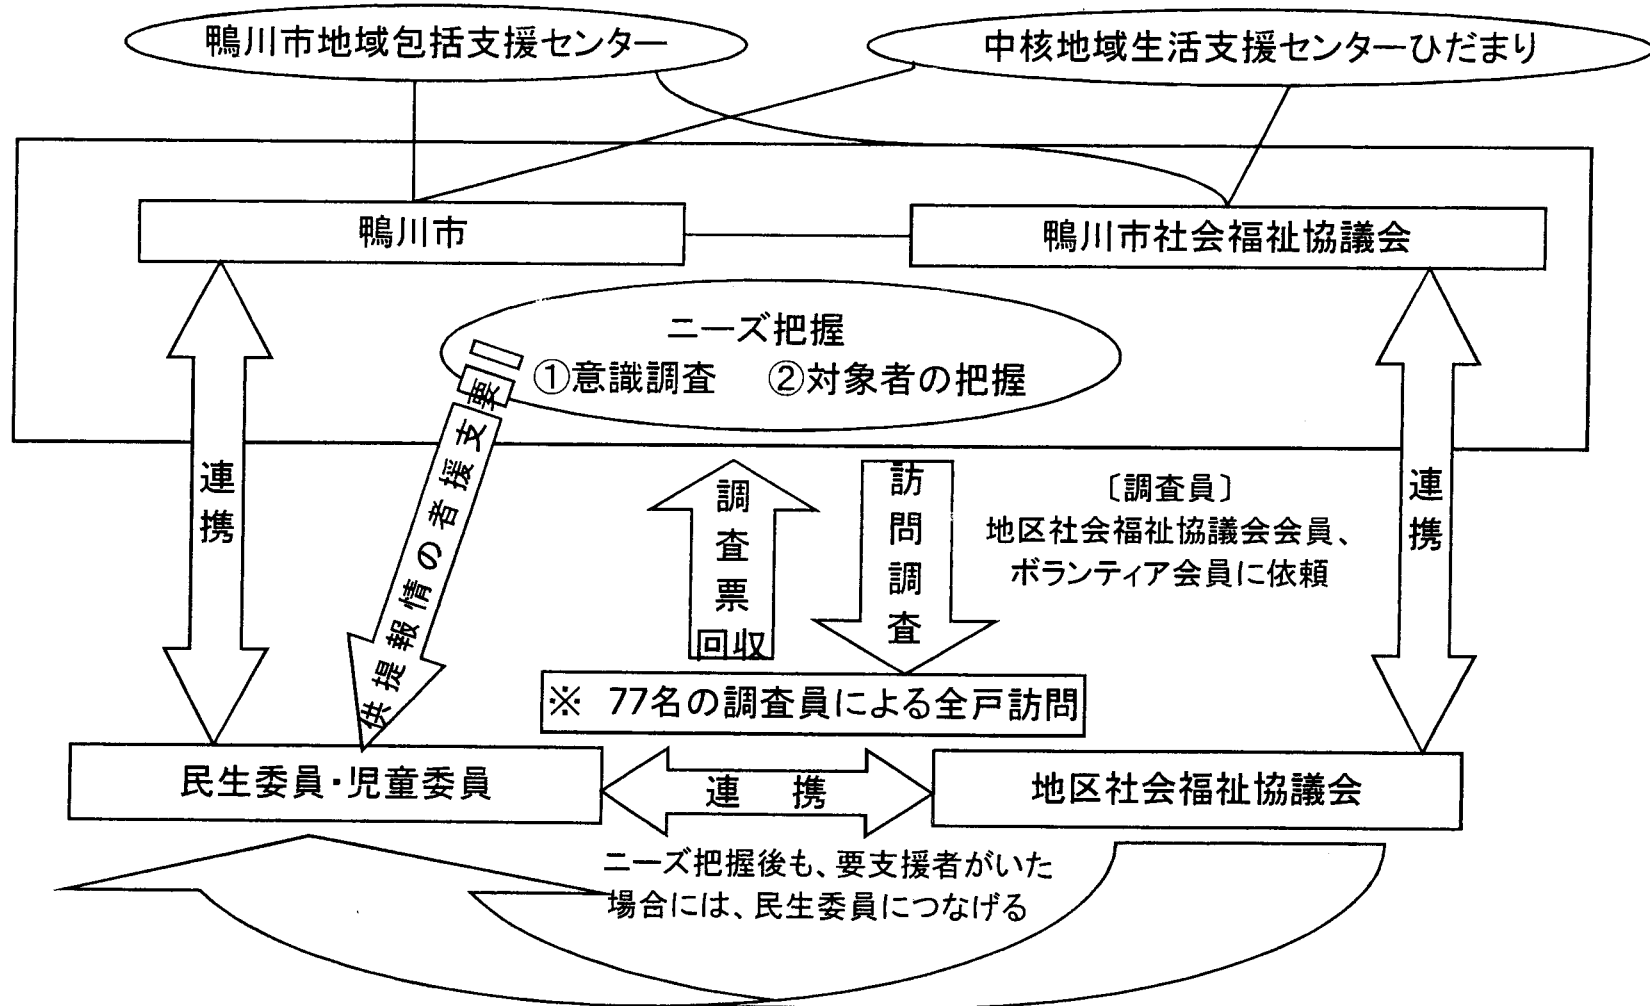 鴨川市地域包括支援センター
中核地域生活支援センターひだまり
鴨川市
鴨川市社会福祉協議会
ニーズ把握
①意識調査　②対象者の把握
連携
要支援者の情報提供
調査票回収
訪問調査
〔調査員〕
地区社会福祉協議会会員、
ボランティア会員に依頼
連携
※ 77名の調査員による全戸訪問
民生委員・児童委員
連　携
地区社会福祉協議会
ニーズ把握後も、要支援者がいた
場合には、民生委員につなげる